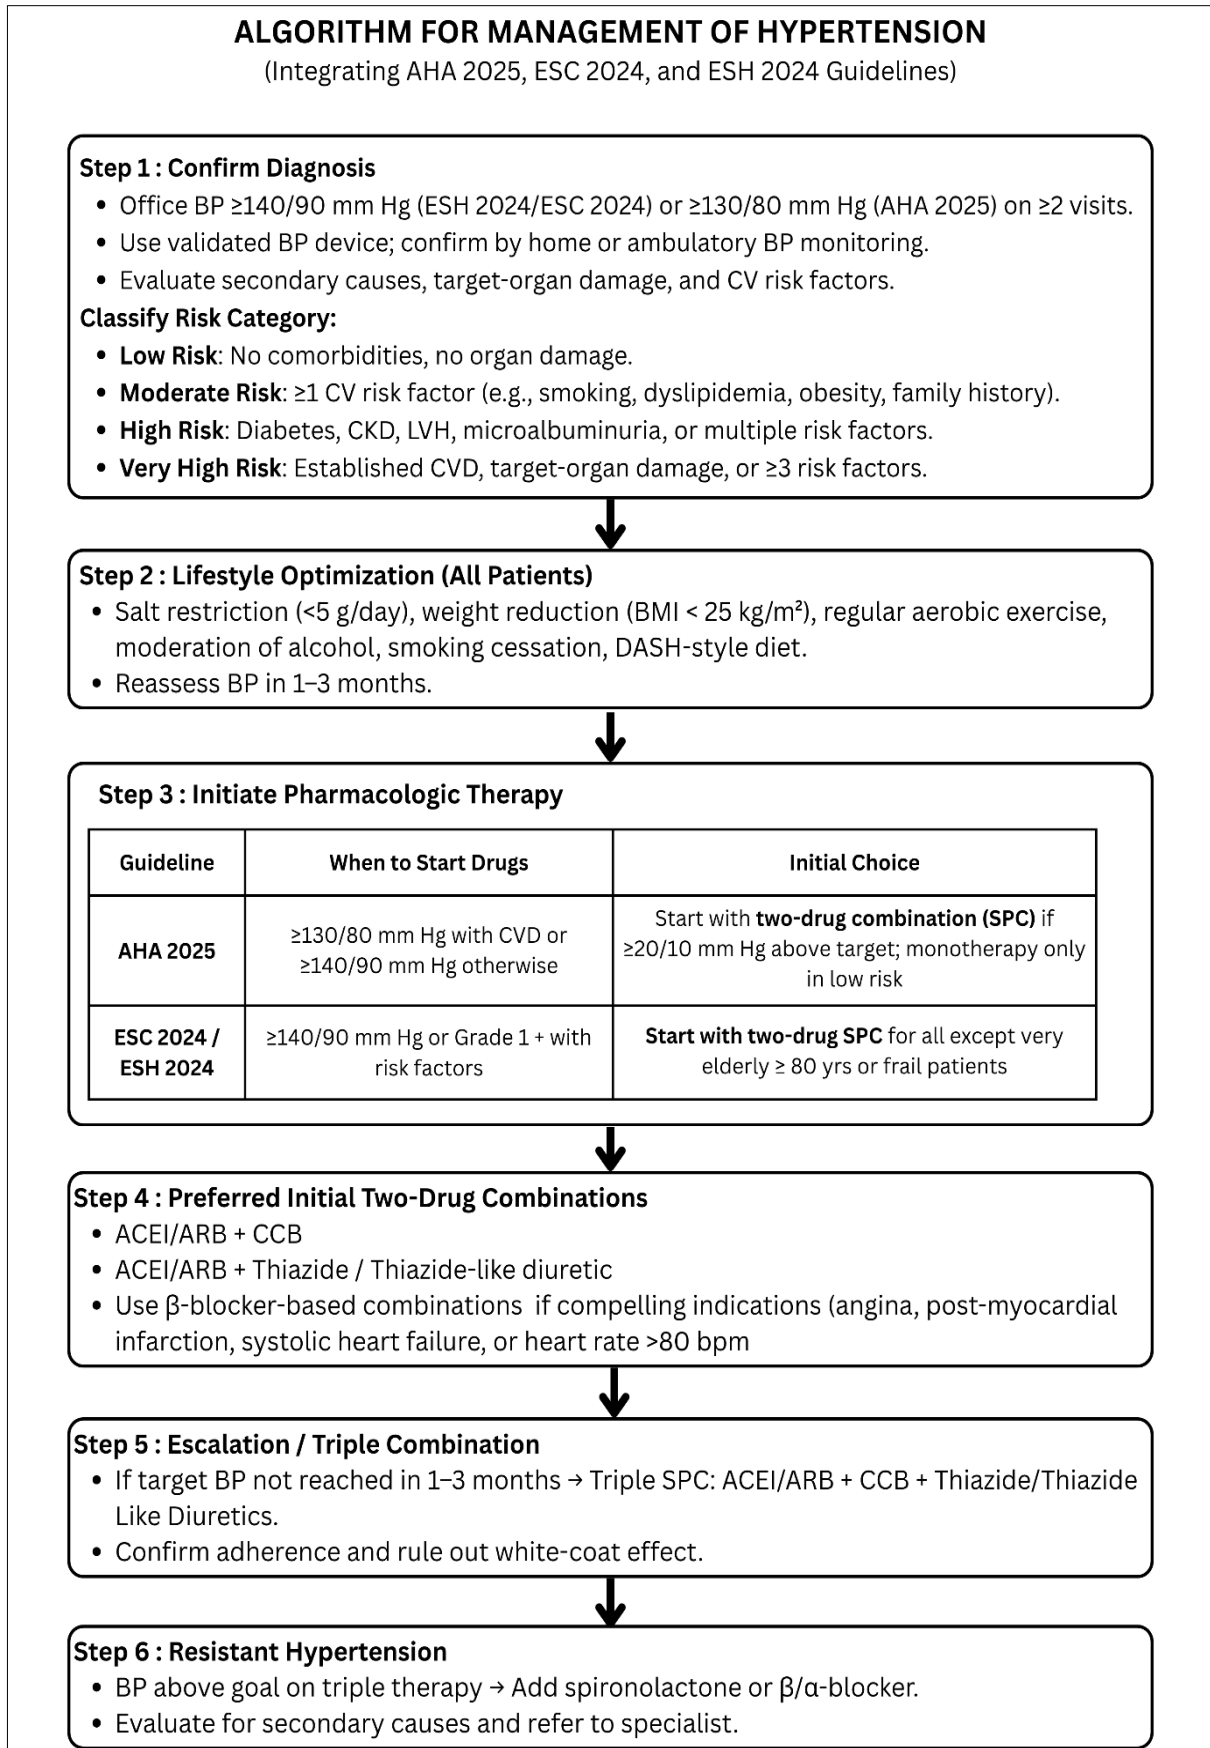 ALGORITHM FOR MANAGEMENT OF HYPERTENSION
(Integrating AHA 2025, ESC 2024, and ESH 2024 Guidelines)
Step 1 : Confirm Diagnosis
• Office BP ≥140/90 mm Hg (ESH 2024/ESC 2024) or ≥130/80 mm Hg (AHA 2025) on ≥2 visits.
• Use validated BP device; confirm by home or ambulatory BP monitoring.
• Evaluate secondary causes, target-organ damage, and CV risk factors.
Classify Risk Category:
• Low Risk: No comorbidities, no organ damage.
• Moderate Risk: ≥1 CV risk factor (e.g., smoking, dyslipidemia, obesity, family history).
• High Risk: Diabetes, CKD, LVH, microalbuminuria, or multiple risk factors.
• Very High Risk: Established CVD, target-organ damage, or ≥3 risk factors.
Step 2 : Lifestyle Optimization (All Patients)
• Salt restriction (<5 g/day), weight reduction (BMI < 25 kg/m²), regular aerobic exercise,
moderation of alcohol, smoking cessation, DASH-style diet.
• Reassess BP in 1–3 months.
Step 3 : Initiate Pharmacologic Therapy
Guideline
When to Start Drugs
Initial Choice
AHA 2025
≥130/80 mm Hg with CVD or
≥140/90 mm Hg otherwise
Start with two-drug combination (SPC) if
≥20/10 mm Hg above target; monotherapy only
in low risk
ESC 2024 /
ESH 2024
≥140/90 mm Hg or Grade 1 + with
risk factors
Start with two-drug SPC for all except very
elderly ≥ 80 yrs or frail patients
Step 4 : Preferred Initial Two-Drug Combinations
• ACEI/ARB + CCB
• ACEI/ARB + Thiazide / Thiazide-like diuretic
• Use β-blocker-based combinations if compelling indications (angina, post-myocardial
infarction, systolic heart failure, or heart rate >80 bpm
Step 5 : Escalation / Triple Combination
• If target BP not reached in 1–3 months → Triple SPC: ACEI/ARB + CCB + Thiazide/Thiazide
Like Diuretics.
• Confirm adherence and rule out white-coat effect.
Step 6 : Resistant Hypertension
• BP above goal on triple therapy → Add spironolactone or β/α-blocker.
• Evaluate for secondary causes and refer to specialist.